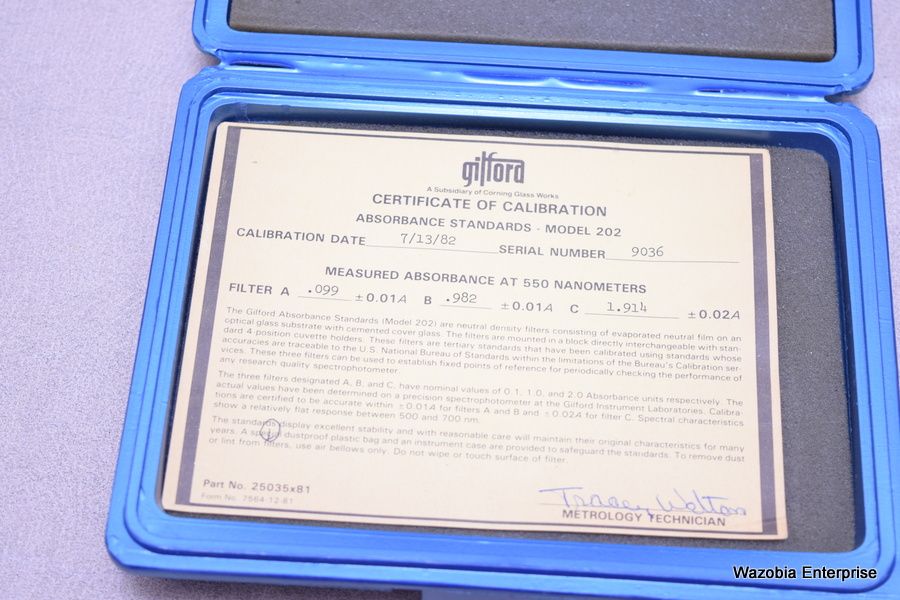 gilford
A Subsidiary of Corning Glass Works
CERTIFICATE OF CALIBRATION
ABSORBANCE STANDARDS - MODEL 202
CALIBRATION DATE 7/13/82 SERIAL NUMBER 9036
MEASURED ABSORBANCE AT 550 NANOMETERS
FILTER A .099 ±0.01A B .982 ±0.01A C 1.914 ±0.02A
The Gilford Absorbance Standards (Model 202) are neutral density filters consisting of evaporated neutral film on an
optical glass substrate with cemented cover glass. The filters are mounted in a block directly interchangeable with stan-
dard 4-position cuvette holders. These filters are tertiary standards that have been calibrated using standards whose
accuracies are traceable to the U.S. National Bureau of Standards within the limitations of the Bureau's Calibration ser-
vices. These three filters can be used to establish fixed points of reference for periodically checking the performance of
any research quality spectrophotometer.
The three filters designated A, B, and C, have nominal values of 0.1, 1.0, and 2.0 Absorbance units respectively. The
actual values have been determined on a precision spectrophotometer at the Gilford Instrument Laboratories. Calibra
tions are certified to be accurate within ±0.01A for filters A and B and ±0.02A for filter C. Spectral characteristics
show a relatively flat response between 500 and 700 nm.
The standards display excellent stability and with reasonable care will maintain their original characteristics for many
years. A special dustproof plastic bag and an instrument case are provided to safeguard the standards. To remove dust
or lint from filters, use air bellows only. Do not wipe or touch surface of filter.
Part No. 25035x81
Form No. 7564-12-81
Tracey Welton
METROLOGY TECHNICIAN
Wazobia Enterprise